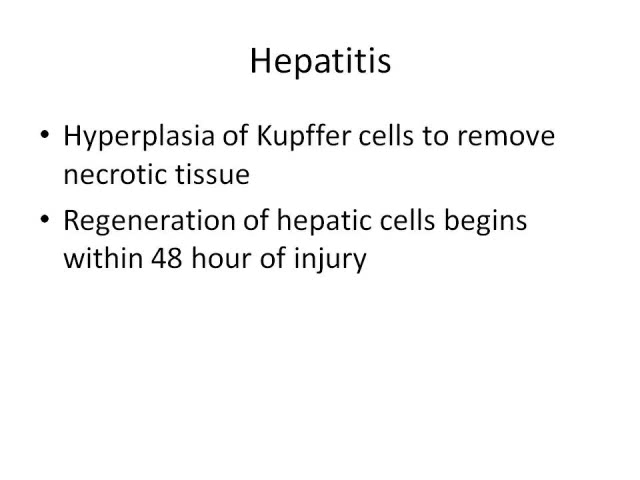 Hepatitis
• Hyperplasia of Kupffer cells to remove
necrotic tissue
• Regeneration of hepatic cells begins
within 48 hour of injury